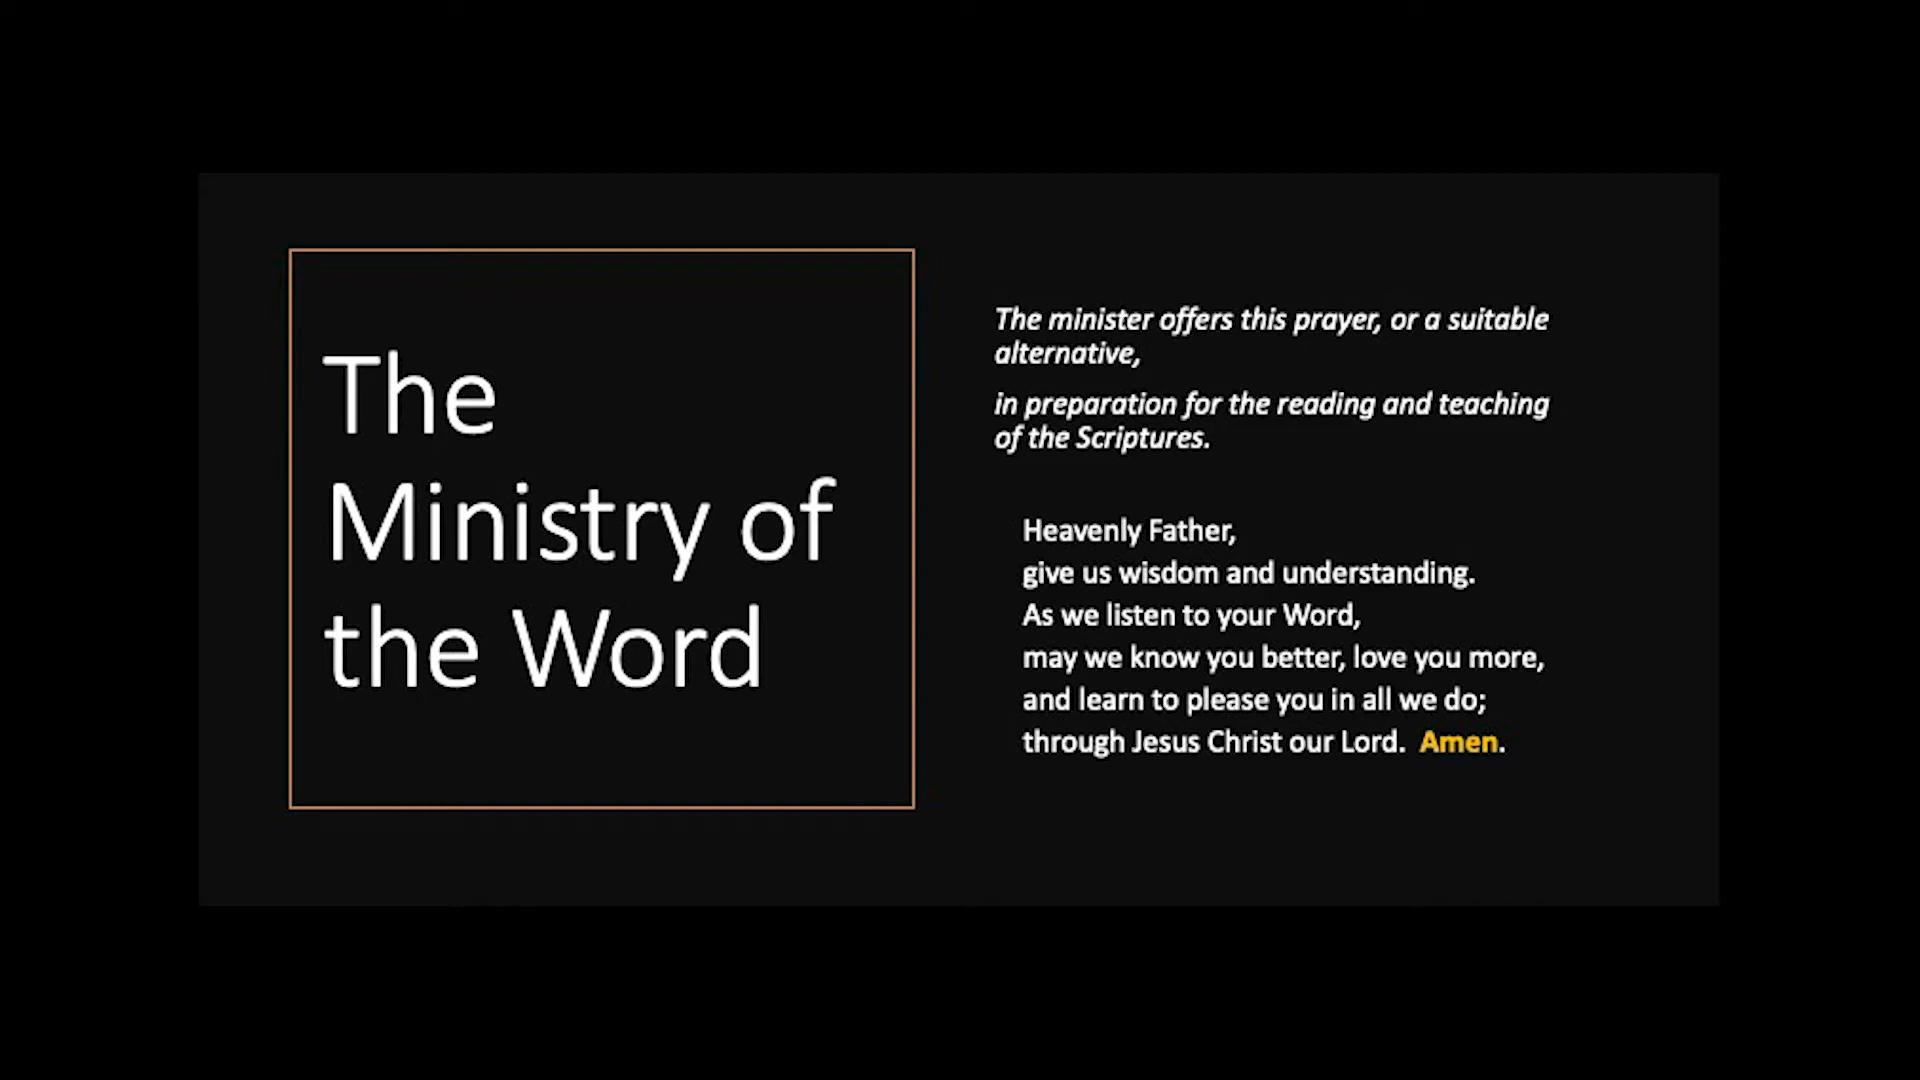 The
Ministry of
the Word
The minister offers this prayer, or a suitable
alternative,
in preparation for the reading and teaching
of the Scriptures.
Heavenly Father,
give us wisdom and understanding.
As we listen to your Word,
may we know you better, love you more,
and learn to please you in all we do;
through Jesus Christ our Lord.  Amen.